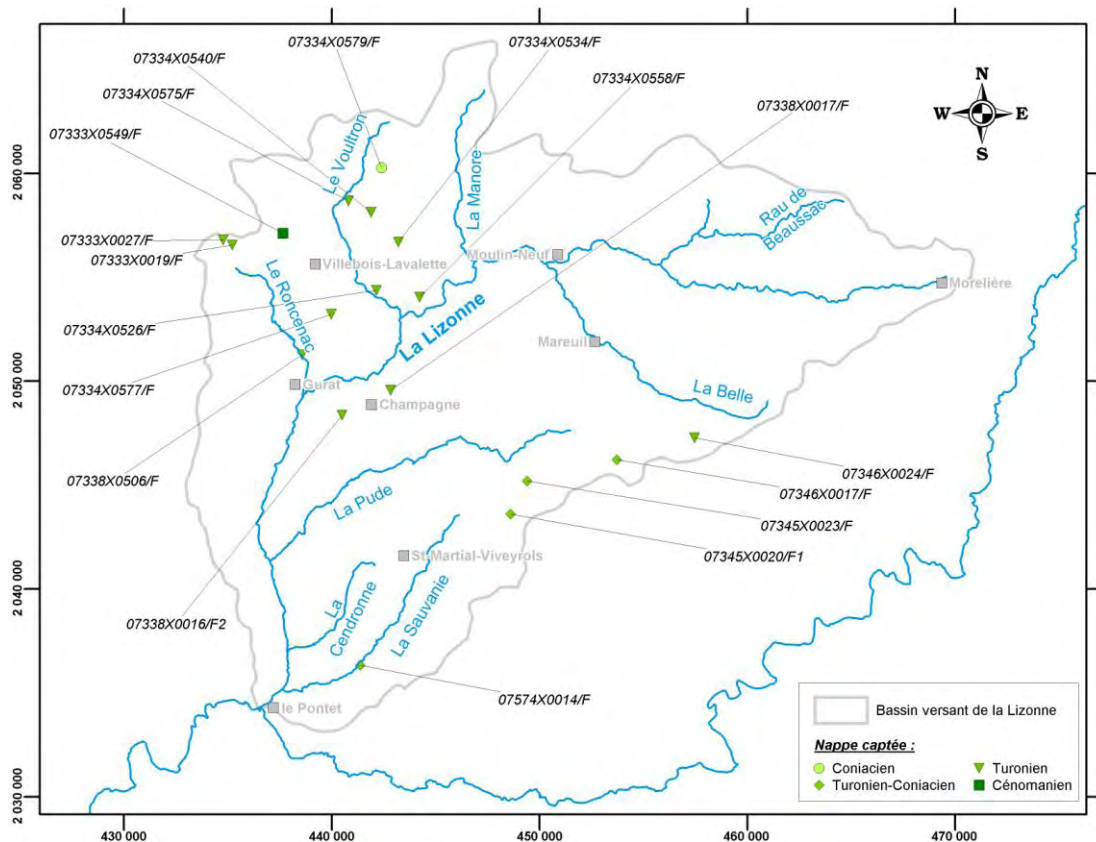 07334X0579/F
07334X0534/F
07334X0540/F
07334X0558/F
07334X0575/F
07338X0017/F
07333X0549/F
N
W
E
S
2 060 000
Le Voultron
La Manore
Rau de
Beaussac
07333X0027/F
07333X0019/F
Moulin-Neuf
Villebois-Lavalette
Le Roncenac
Morelière
07334X0526/F
La Lizonne
Mareuil
07334X0577/F
2 050 000
Gurat
Champagne
La Belle
07338X0506/F
07346X0024/F
07346X0017/F
La Pude
07345X0023/F
07345X0020/F1
St-Martial-Viveyrols
2 040 000
La
Cendronne
La Sauvanie
07338X0016/F2
07574X0014/F
le Pontet
Bassin versant de la Lizonne
Nappe captée :
Coniacien
Turonien
Turonien-Coniacien
Cénomanien
2 030 000
430 000
440 000
450 000
460 000
470 000